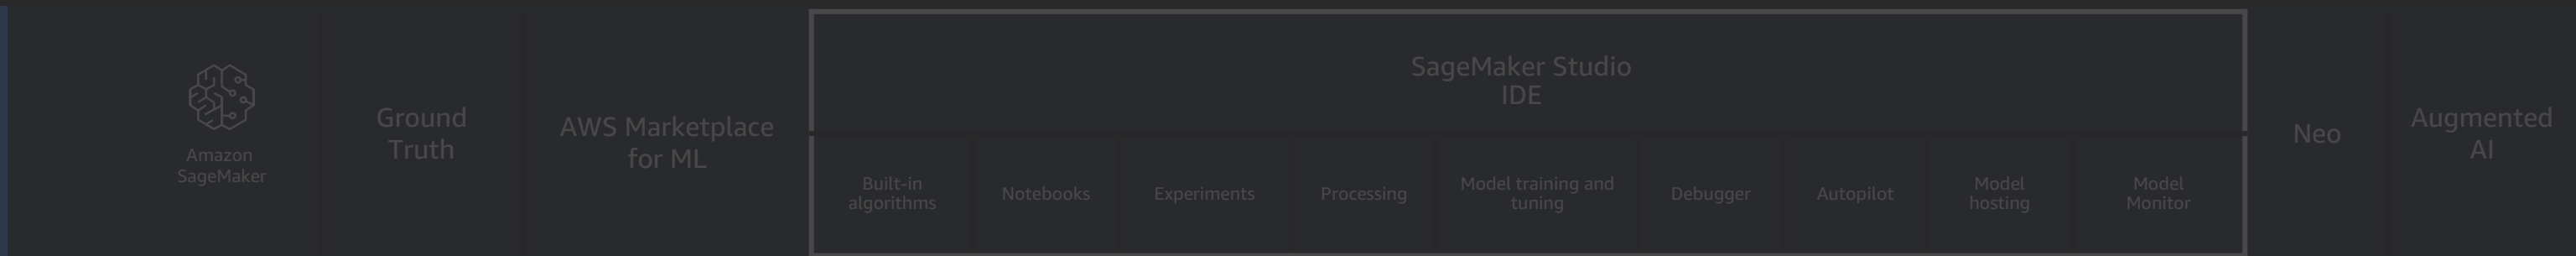 Amazon
SageMaker
Ground
Truth
AWS Marketplace
for ML
SageMaker Studio
IDE
Built-in
algorithms
Notebooks
Experiments
Processing
Model training and
tuning
Debugger
Autopilot
Model
hosting
Model
Monitor
Neo
Augmented
AI